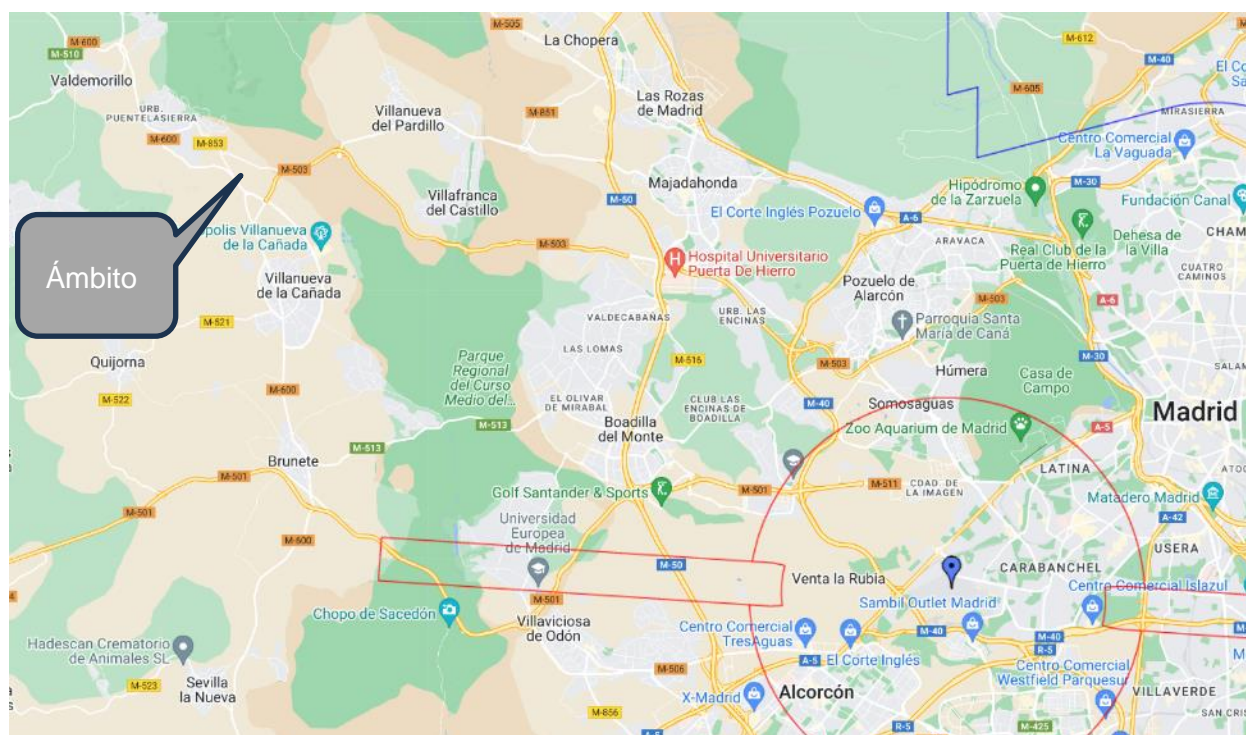 M-505
La Chopera
M-600
M-510
Valdemorillo
M-612
M-40
El Co
M-605
URB.
PUENTELASIERRA
Villanueva
del Pardillo
M-851
Las Rozas
de Madrid
MIRASIERRA
Centro Comercial
La Vaguada
M-600
M-853
M-503
Majadahonda
M-50
Villafranca
del Castillo
El Corte Inglés Pozuelo
A-6
Hipódromo
de la Zarzuela
M-30
Fundación Canal
Ámbito
polis Villanueva
de la Cañada
M-503
Hospital Universitario
Puerta De Hierro
ARAVACA
Real Club de la
Puerta de Hierro
Dehesa de
la Villa
CHAM
CUATRO
CAMINOS
Villanueva
de la Cañada
Pozuelo de
Alarcón
M-503
A-6
M-521
VALDECABAÑAS
URB. LAS
ENCINAS
Parroquia Santa
María de Caná
Quijorna
LAS LOMAS
Parque
Regional
del Curso
Medio del...
M-516
M-503
Húmera
M-30
Casa de
Campo
SALAM
M-522
M-600
EL OLIVAR
DE MIRABAL
CLUB LAS
ENCINAS DE
BOADILLA
M-40
Somosaguas
Madrid
M-513
Boadilla
del Monte
Zoo Aquarium de Madrid
A-5
M-513
Brunete
LATINA
M-501
Golf Santander & Sports
M-501
M-511
CDAD. DE
LA IMAGEN
Matadero Madrid
M-501
Universidad
Europea
de Madrid
A-42
USERA
M-600
M-50
Venta la Rubia
CARABANCHEL
Centro Comercial Islazul
M-501
Sambil Outlet Madrid
Chopo de Sacedón
Villaviciosa
de Odón
Centro Comercial
TresAguas
M-40
M-40
R-5
Hadescan Crematorio
de Animales SL
M-506
A-5
El Corte Inglés
Centro Comercial
Westfield Parquesur
M-523
Sevilla
la Nueva
X-Madrid
Alcorcón
VILLAVERDE
M-856
R-5
M-425
SAN CRIS